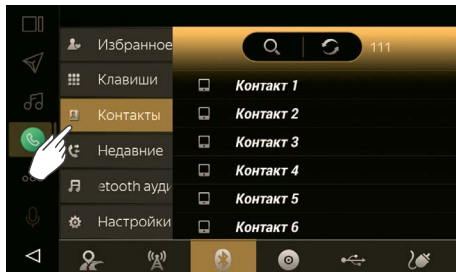 Избранное
111
Клавиши
Контакт 1
Контакты
Контакт 2
Контакт 3
Недавние
Контакт 4
etooth ауди
Контакт 5
Настройки
Контакт 6